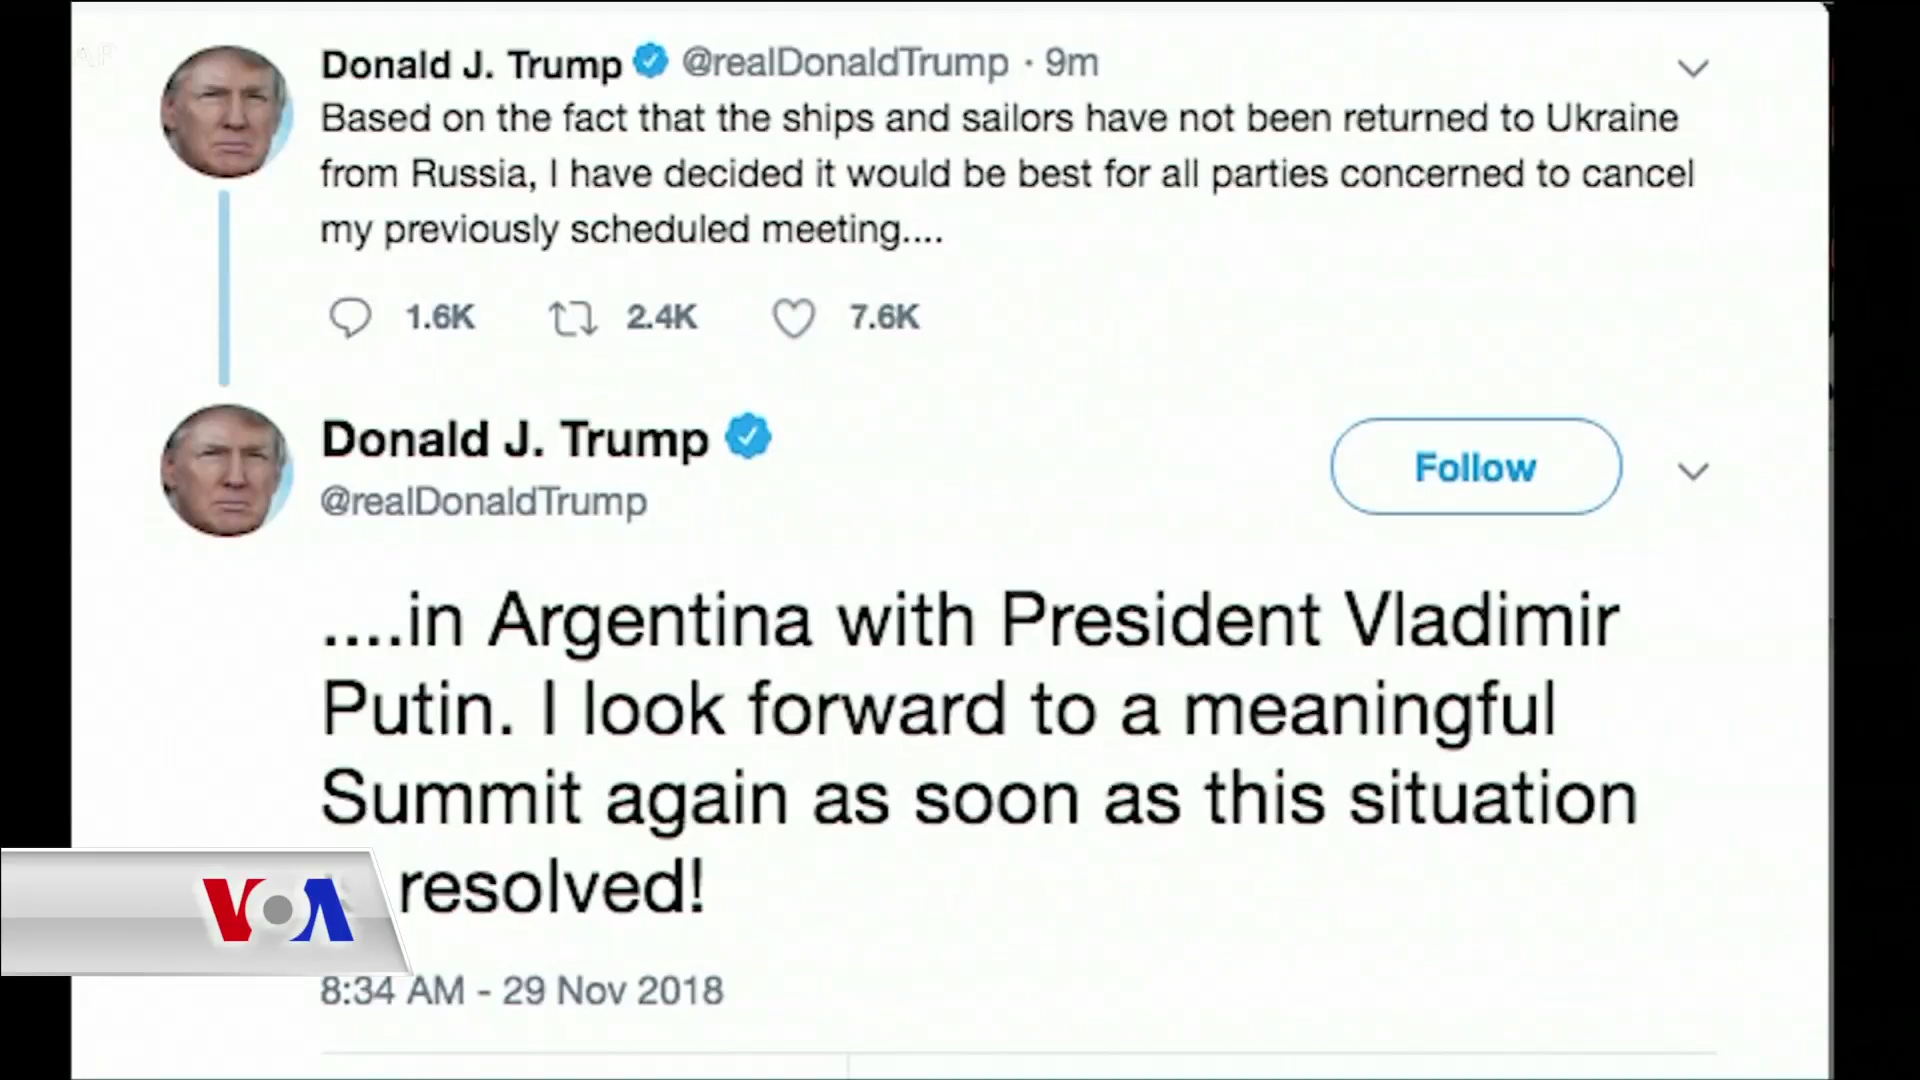 AP
Donald J. Trump @realDonaldTrump · 9m
Based on the fact that the ships and sailors have not been returned to Ukraine
from Russia, I have decided it would be best for all parties concerned to cancel
my previously scheduled meeting....
1.6K 2.4K 7.6K
Donald J. Trump
@realDonaldTrump
Follow
....in Argentina with President Vladimir
Putin. I look forward to a meaningful
Summit again as soon as this situation
resolved!
VOA
8:34 AM - 29 Nov 2018